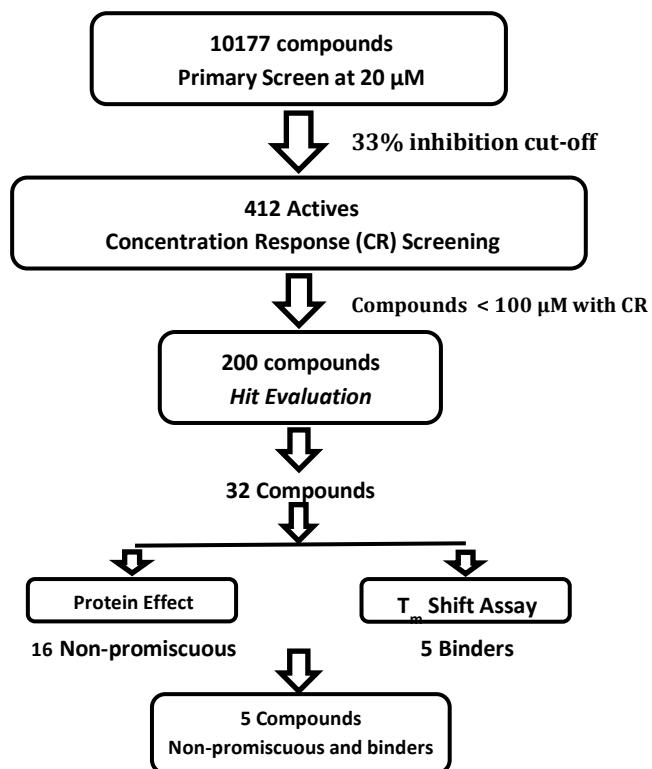 10177 compounds
Primary Screen at 20 µM
33% inhibition cut-off
412 Actives
Concentration Response (CR) Screening
Compounds < 100 µM with CR
200 compounds
Hit Evaluation
32 Compounds
Protein Effect
Tm Shift Assay
16 Non-promiscuous
5 Binders
5 Compounds
Non-promiscuous and binders